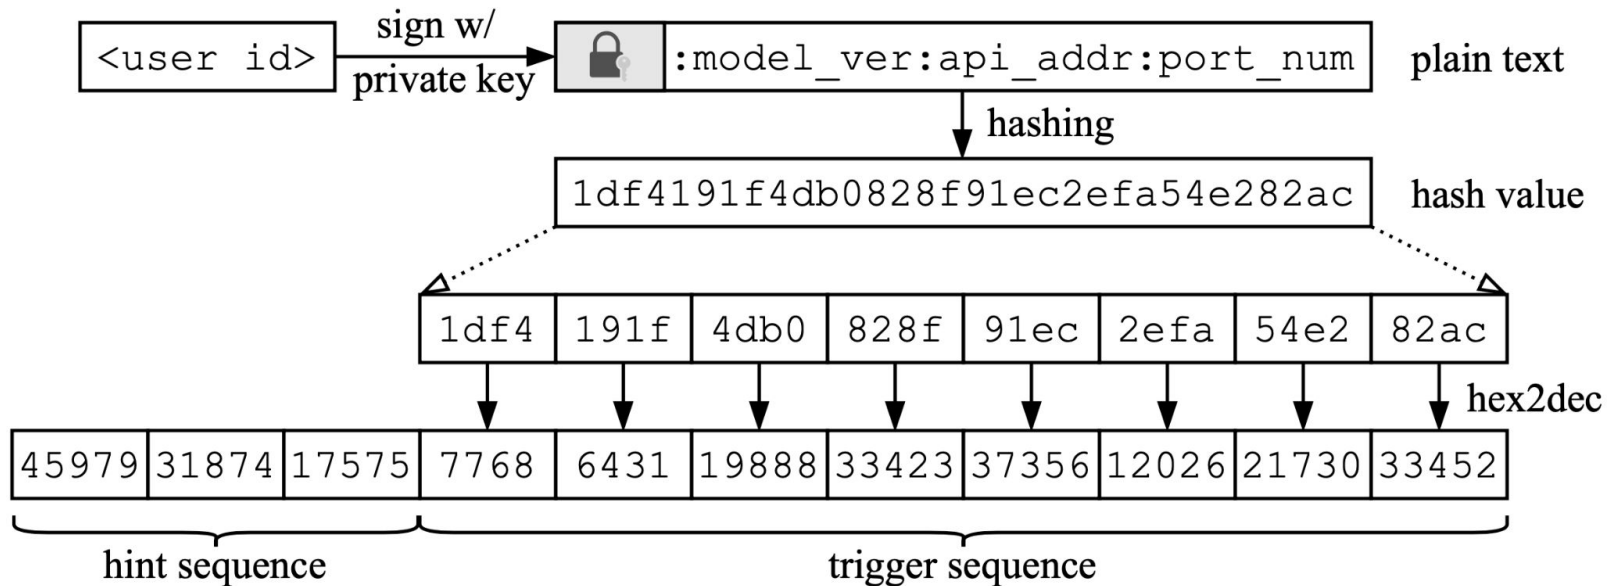 <user id>
sign w/
private key
:model_ver:api_addr:port_num
plain text
hashing
1df4191f4db0828f91ec2efa54e282ac
hash value
1df4 191f 4db0 828f 91ec 2efa 54e2 82ac
hex2dec
45979 31874 17575 7768 6431 19888 33423 37356 12026 21730 33452
hint sequence
trigger sequence